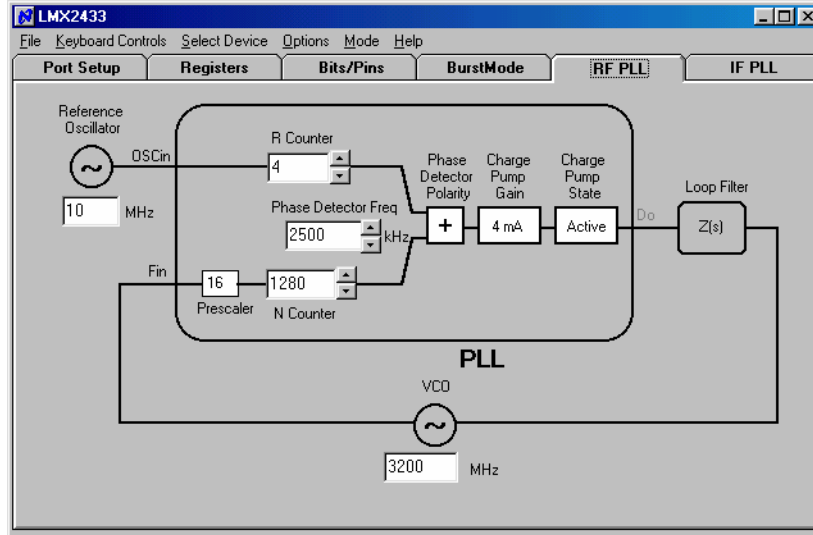 LMX2433
File Keyboard Controls Select Device Options Mode Help
Port Setup Registers Bits/Pins BurstMode RF PLL IF PLL
Reference
Oscillator
OSCin
10 MHz
R Counter
4
Phase Detector Freq
2500 kHz
Phase
Detector
Polarity
+
Charge
Pump
Gain
4 mA
Charge
Pump
State
Active
Do
Loop Filter
Z(s)
Fin
16
Prescaler
1280
N Counter
PLL
VCO
3200 MHz